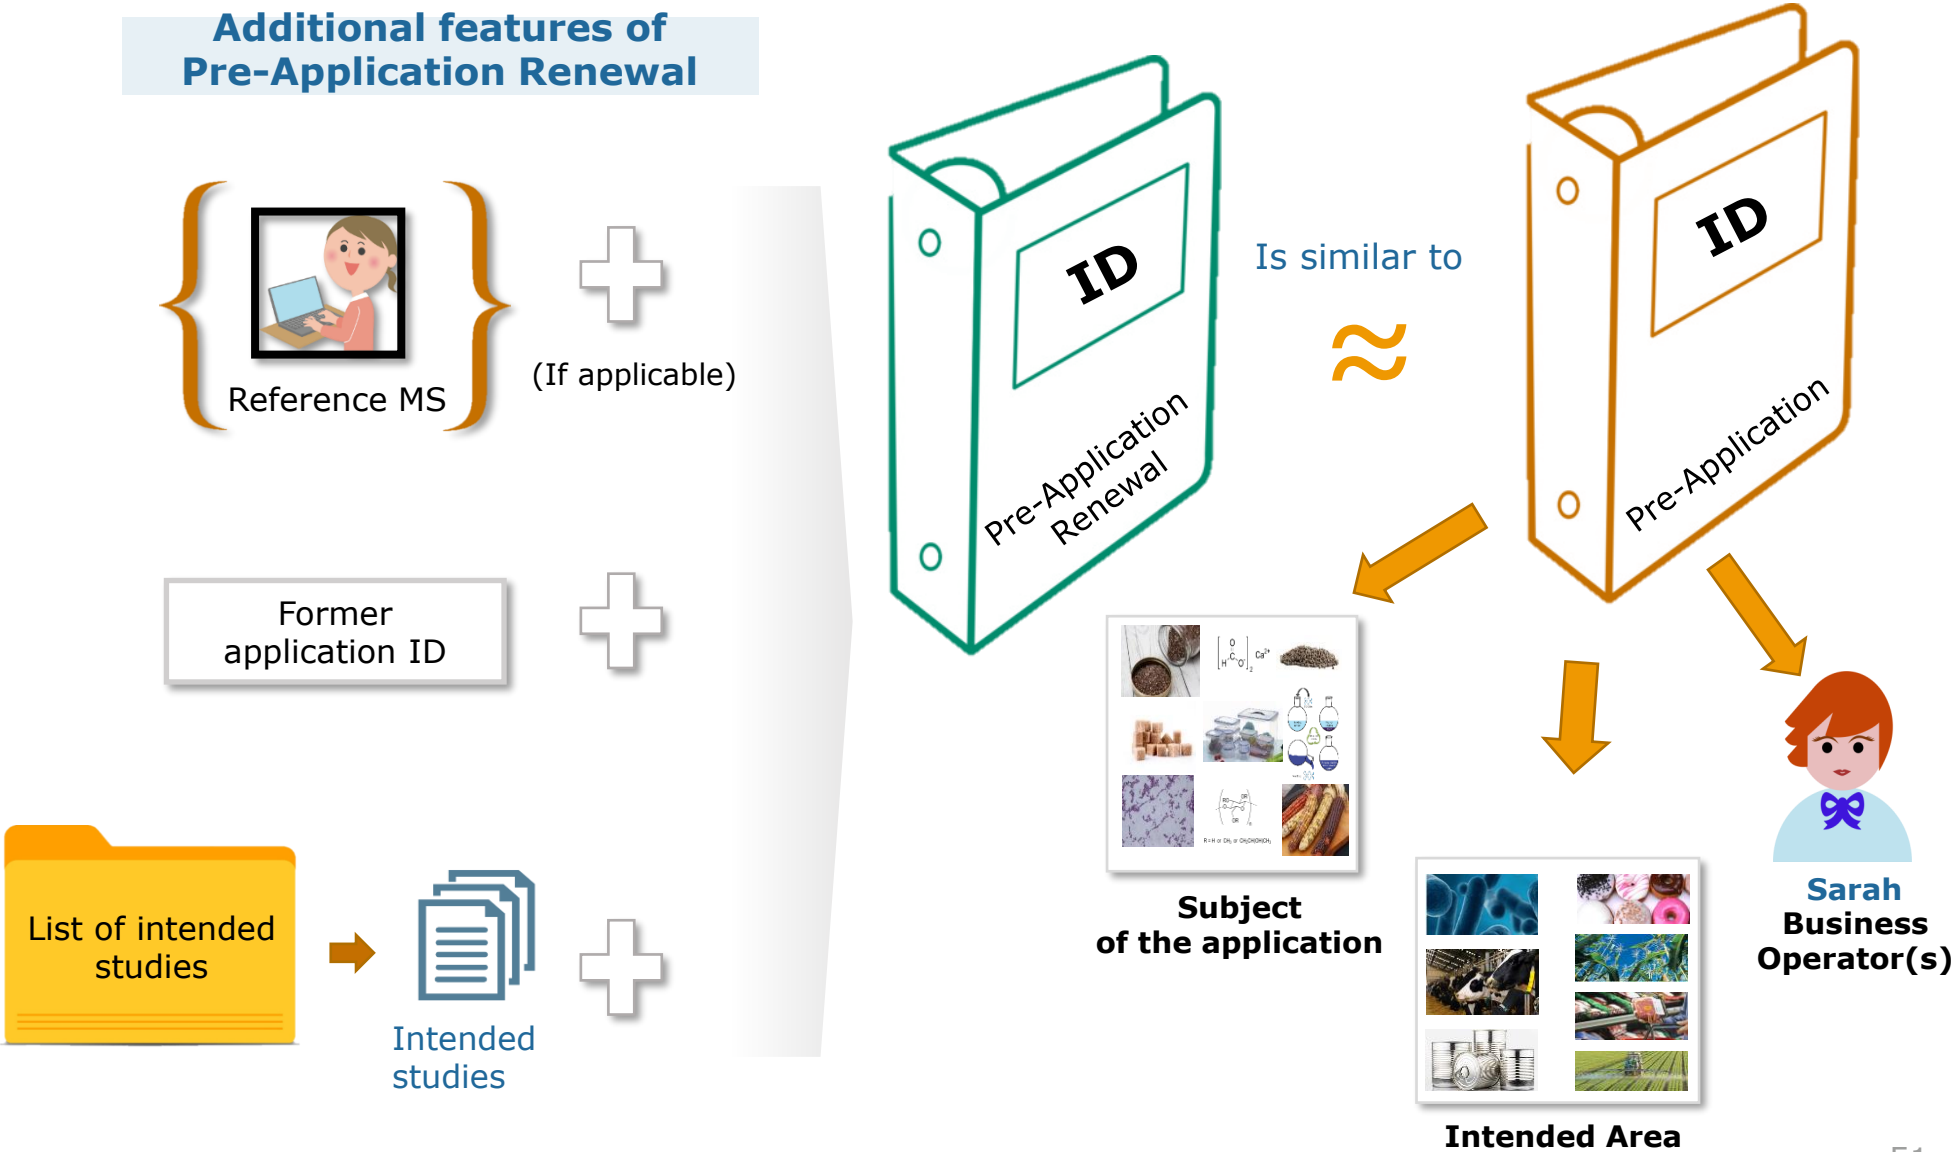 Additional features of
Pre-Application Renewal
Reference MS
(If applicable)
Former
application ID
List of intended
studies
Intended
studies
ID
Pre-Application
Renewal
Is similar to
≈
ID
Pre-Application
Subject
of the application
Intended Area
Sarah
Business
Operator(s)
51